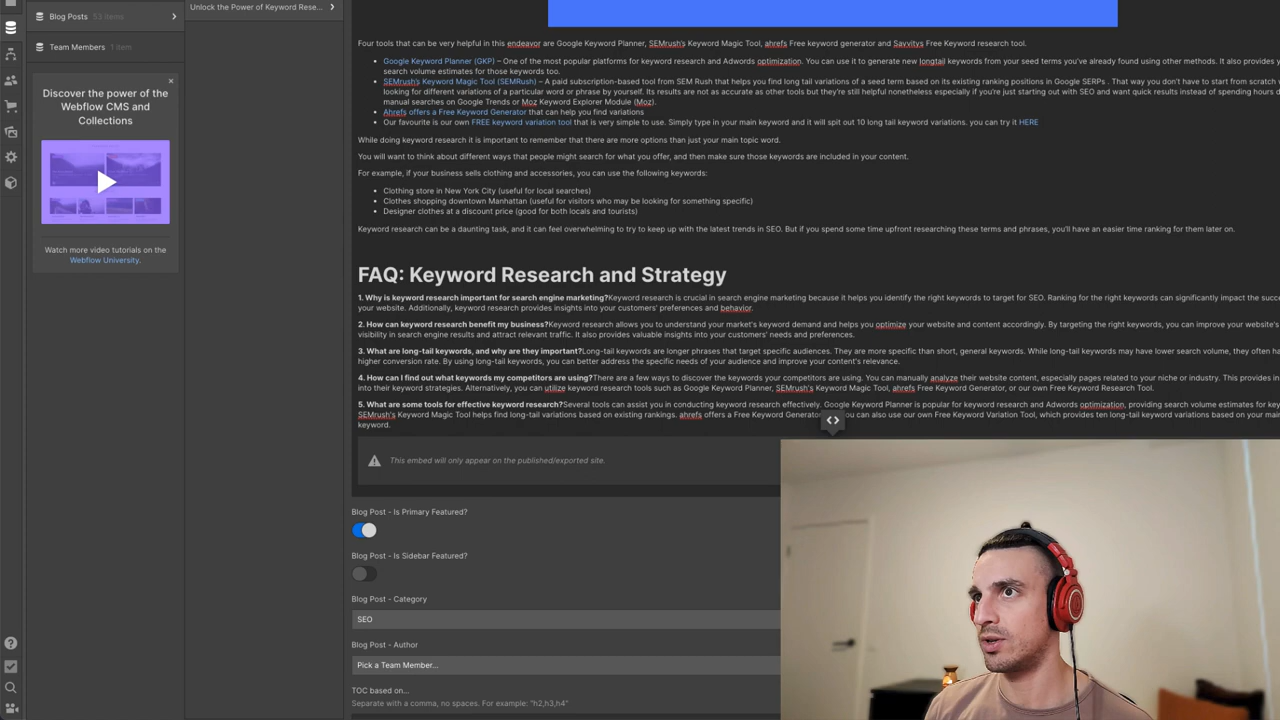 Blog Posts 53 items
Team Members 1 item
Discover the power of the
Webflow CMS and
Collections
Watch more video tutorials on the
Webflow University.
Unlock the Power of Keyword Rese...
Four tools that can be very helpful in this endeavor are Google Keyword Planner, SEMrush's Keyword Magic Tool, ahrefs Free keyword generator and Savvitys Free Keyword research tool.
Google Keyword Planner (GKP) – One of the most popular platforms for keyword research and Adwords optimization. You can use it to generate new longtail keywords from your seed terms you've already found using other methods. It also provides
search volume estimates for those keywords too.
SEMrush's Keyword Magic Tool (SEMRush) – A paid subscription-based tool from SEM Rush that helps you find long tail variations of a seed term based on its existing ranking positions in Google SERPs . That way you don't have to start from scratch
looking for different variations of a particular word or phrase by yourself. Its results are not as accurate as other tools but they're still helpful nonetheless especially if you're just starting out with SEO and want quick results instead of spending hours
manual searches on Google Trends or Moz Keyword Explorer Module (Moz).
Ahrefs offers a Free Keyword Generator that can help you find variations
Our favourite is our own FREE keyword variation tool that is very simple to use. Simply type in your main keyword and it will spit out 10 long tail keyword variations. you can try it HERE
While doing keyword research it is important to remember that there are more options than just your main topic word.
You will want to think about different ways that people might search for what you offer, and then make sure those keywords are included in your content.
For example, if your business sells clothing and accessories, you can use the following keywords:
Clothing store in New York City (useful for local searches)
Clothes shopping downtown Manhattan (useful for visitors who may be looking for something specific)
Designer clothes at a discount price (good for both locals and tourists)
Keyword research can be a daunting task, and it can feel overwhelming to try to keep up with the latest trends in SEO. But if you spend some time upfront researching these terms and phrases, you'll have an easier time ranking for them later on.
FAQ: Keyword Research and Strategy
1. Why is keyword research important for search engine marketing?Keyword research is crucial in search engine marketing because it helps you identify the right keywords to target for SEO. Ranking for the right keywords can significantly impact the
your website. Additionally, keyword research provides insights into your customers' preferences and behavior.
2. How can keyword research benefit my business?Keyword research allows you to understand your market's keyword demand and helps you optimize your website and content accordingly. By targeting the right keywords, you can improve your website's
visibility in search engine results and attract relevant traffic. It also provides valuable insights into your customers' needs and preferences.
3. What are long-tail keywords, and why are they important?Long-tail keywords are longer phrases that target specific audiences. They are more specific than short, general keywords. While long-tail keywords may have lower search volume, they often
higher conversion rate. By using long-tail keywords, you can better address the specific needs of your audience and improve your content's relevance.
4. How can I find out what keywords my competitors are using?There are a few ways to discover the keywords your competitors are using. You can manually analyze their website content, especially pages related to your niche or industry. This provides
into their keyword strategies. Alternatively, you can utilize keyword research tools such as Google Keyword Planner, SEMrush's Keyword Magic Tool, ahrefs Free Keyword Generator, or our own Free Keyword Research Tool.
5. What are some tools for effective keyword research?Several tools can assist you in conducting keyword research effectively. Google Keyword Planner is popular for keyword research and Adwords optimization, providing search volume estimates for
SEMrush's Keyword Magic Tool helps find long-tail variations based on existing rankings. ahrefs offers a Free Keyword Generator can also use our own Free Keyword Variation Tool, which provides ten long-tail keyword variations based on your
keyword.
This embed will only appear on the published/exported site.
Blog Post - Is Primary Featured?
Blog Post - Is Sidebar Featured?
Blog Post - Category
SEO
Blog Post - Author
Pick a Team Member...
TOC based on...
Separate with a comma, no spaces. For example: "h2,h3,h4"